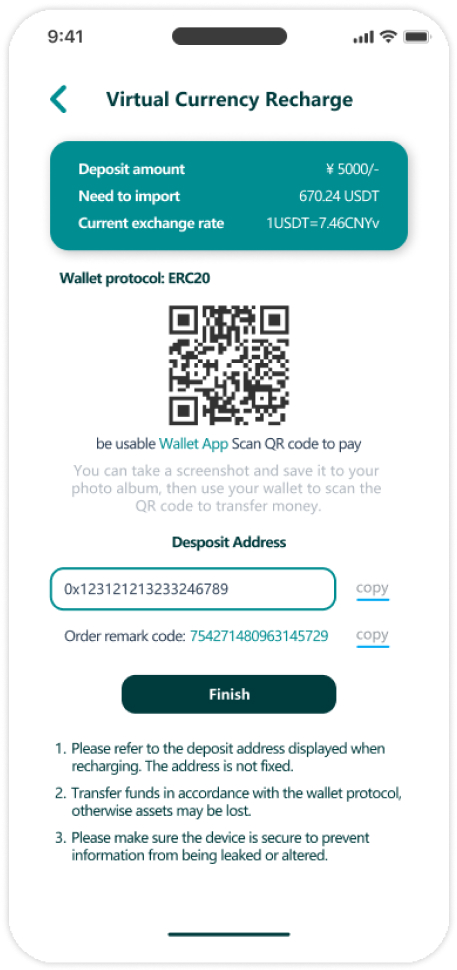 9:41
Virtual Currency Recharge
Deposit amount ¥ 5000/-
Need to import 670.24 USDT
Current exchange rate 1USDT=7.46CNYv
Wallet protocol: ERC20
be usable Wallet App Scan QR code to pay
You can take a screenshot and save it to your
photo album, then use your wallet to scan the
QR code to transfer money.
Desposit Address
0x123121213233246789 copy
Order remark code: 754271480963145729 copy
Finish
1. Please refer to the deposit address displayed when
recharging. The address is not fixed.
2. Transfer funds in accordance with the wallet protocol,
otherwise assets may be lost.
3. Please make sure the device is secure to prevent
information from being leaked or altered.